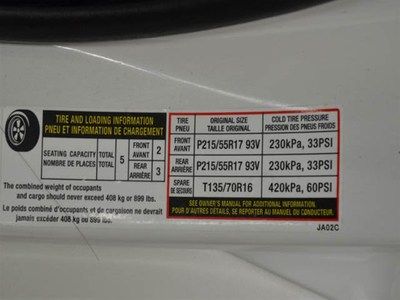 TIRE AND LOADING INFORMATION
PNEU ET INFORMATION DE CHARGEMENT
SEATING CAPACITY TOTAL 5 FRONT AVANT 2
NOMBRE DE PLACES TOTAL REAR ARRIÈRE 3
The combined weight of occupants
and cargo should never exceed 408 kg or 899 lbs.
Le poids combiné d'occupants et de cargaison ne devrait
jamais excéder 408 kg ou 899 lbs.
TIRE PNEU ORIGINAL SIZE TAILLE ORIGINAL COLD TIRE PRESSURE PRESSION DES PNEUS FROIDS
FRONT AVANT P215/55R17 93V 230kPa, 33PSI
REAR ARRIÈRE P215/55R17 93V 230kPa, 33PSI
SPARE DE SECOURS T135/70R16 420kPa, 60PSI
SEE OWNER'S MANUAL FOR ADDITIONAL INFORMATION.
POUR D'AUTRES DÉTAILS, SE REPORTER AU MANUEL DU CONDUCTEUR.
JA02C